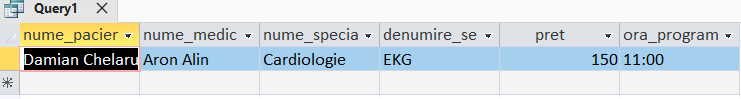 Query1
nume_pacier nume_medic nume_specia denumire_se pret ora_program
Damian Chelaru Aron Alin Cardiologie EKG 150 11:00